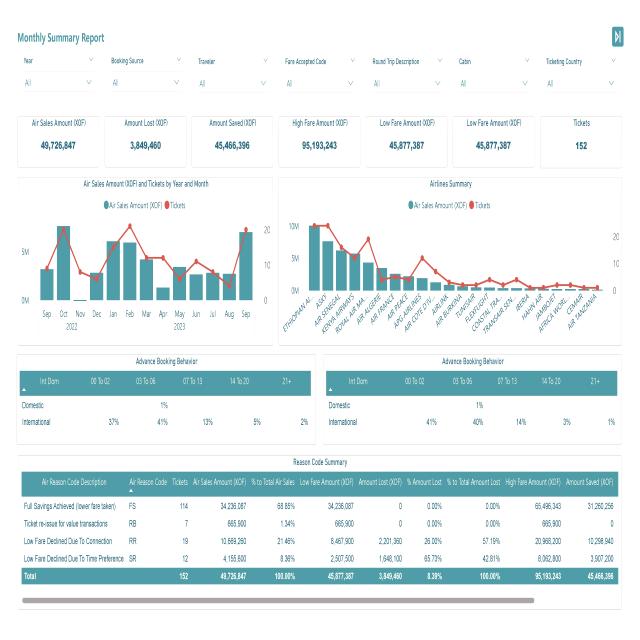 Monthly Summary Report
Year Booking Source Traveler Fare Accepted Code Round Trip Description Cabin Ticketing Country
All All All All All All All
Air Sales Amount (XOF) Amount Lost (XOF) Amount Saved (XOF) High Fare Amount (XOF) Low Fare Amount (XOF) Low Fare Amount (XOF) Tickets
49,726,847 3,849,460 45,466,396 95,193,243 45,877,387 45,877,387 152
Air Sales Amount (XOF) and Tickets by Year and Month
Air Sales Amount (XOF) Tickets
5M
0M
20
10
0
Sep Oct Nov Dec Jan Feb Mar Apr May Jun Jul Aug Sep
2022 2023
Airlines Summary
Air Sales Amount (XOF) Tickets
10M
5M
0M
20
10
0
ETHIOPIAN AI... ASKY AIR SENEGAL KENYA AIRWAYS ROYAL AIR MA... AIR ALGERIE AIR FRANCE AIR PEACE APG AIRLINES AIR COTE D'IV... AIRLINK AIR BURKINA TUNISAIR FLEXFLIGHT COASTAL TRA... TRANSAIR SEN... IBERIA HAHN AIR JAMBOJET AFRICA WORL... CEMAIR AIR TANZANIA
Advance Booking Behavior
Int Dom 00 To 02 03 To 06 07 To 13 14 To 20 21+
Domestic 1%
International 37% 41% 13% 5% 2%
Advance Booking Behavior
Int Dom 00 To 02 03 To 06 07 To 13 14 To 20 21+
Domestic 1%
International 41% 40% 14% 3% 1%
Reason Code Summary
Air Reason Code Description Air Reason Code Tickets Air Sales Amount (XOF) % to Total Air Sales Low Fare Amount (XOF) Amount Lost (XOF) % Amount Lost % to Total Amount Lost High Fare Amount (XOF) Amount Saved (XOF)
Full Savings Achieved (lower fare taken) FS 114 34,236,087 68.85% 34,236,087 0 0.00% 0.00% 65,496,343 31,260,256
Ticket re-issue for value transactions RB 7 665,900 1.34% 665,900 0 0.00% 0.00% 665,900 0
Low Fare Declined Due To Connection RR 19 10,669,260 21.46% 8,467,900 2,201,360 26.00% 57.19% 20,968,200 10,298,940
Low Fare Declined Due To Time Preference SR 12 4,155,600 8.36% 2,507,500 1,648,100 65.73% 42.81% 8,062,800 3,907,200
Total 152 49,726,847 100.00% 45,877,387 3,849,460 8.39% 100.00% 95,193,243 45,466,396